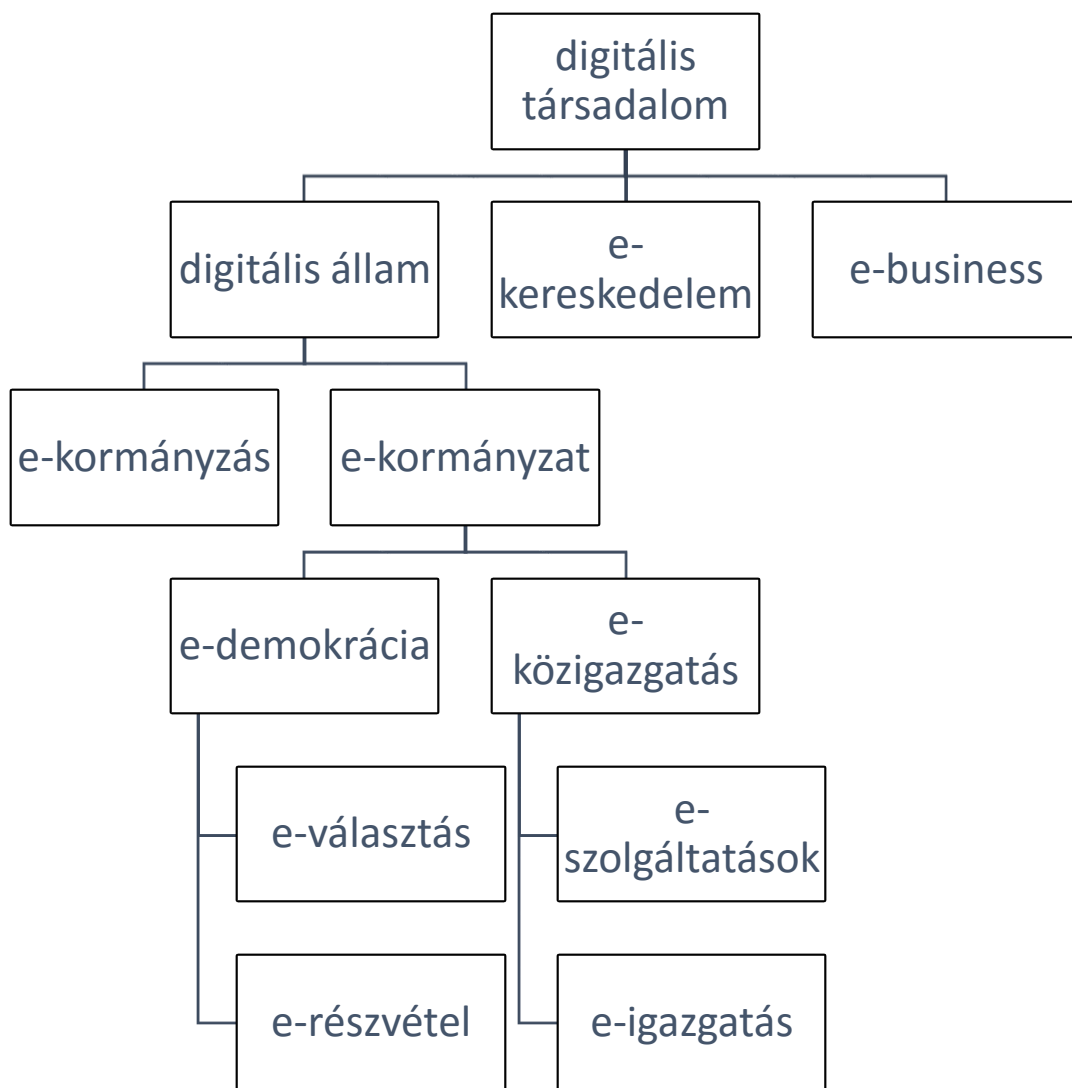 digitális
társadalom
digitális állam
e-
kereskedelem
e-business
e-kormányzás
e-kormányzat
e-demokrácia
e-
közigazgatás
e-választás
e-
szolgáltatások
e-részvétel
e-igazgatás